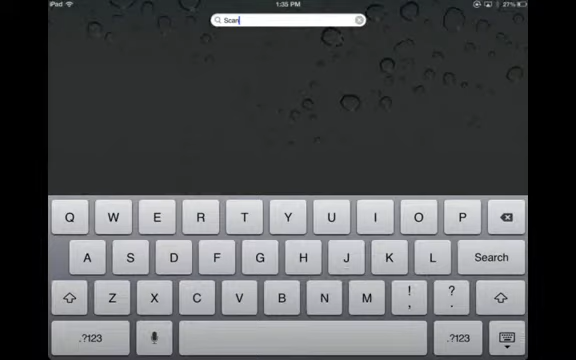 iPad 1:35 PM 27%
Scan
Q W E R T Y U I O P
A S D F G H J K L Search
Z X C V B N M ! , ? .
.?123 .?123